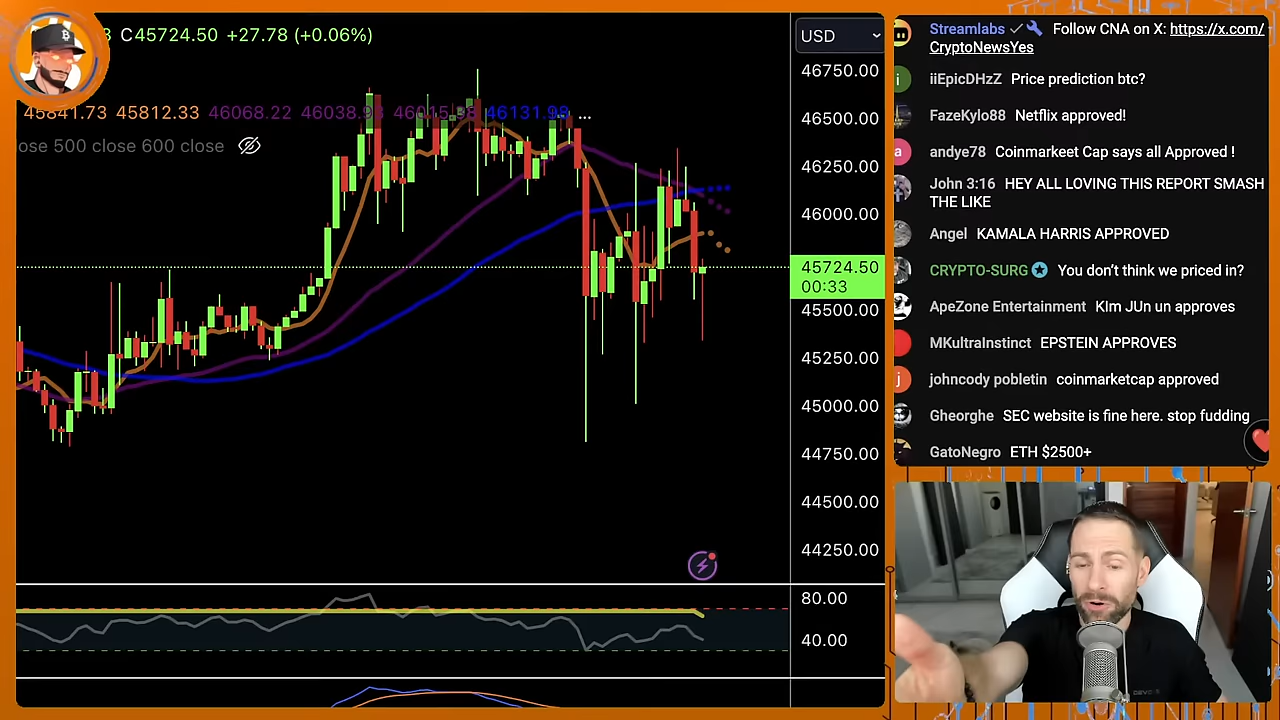 3 C45724.50 +27.78 (+0.06%)
45841.73 45812.33 46068.22 46038.93 46015.38 46131.98 ...
ose 500 close 600 close
USD
46750.00
46500.00
46250.00
46000.00
45724.50
00:33
45500.00
45250.00
45000.00
44750.00
44500.00
44250.00
80.00
40.00
Streamlabs Follow CNA on X: https://x.com/
CryptoNewsYes
i iiEpicDHzZ Price prediction btc?
FazeKylo88 Netflix approved!
a andye78 Coinmarkeet Cap says all Approved !
John 3:16 HEY ALL LOVING THIS REPORT SMASH
THE LIKE
Angel KAMALA HARRIS APPROVED
CRYPTO-SURG You don't think we priced in?
ApeZone Entertainment KIm JUn un approves
MKultraInstinct EPSTEIN APPROVES
j johncody pobletin coinmarketcap approved
Gheorghe SEC website is fine here. stop fudding
GatoNegro ETH $2500+